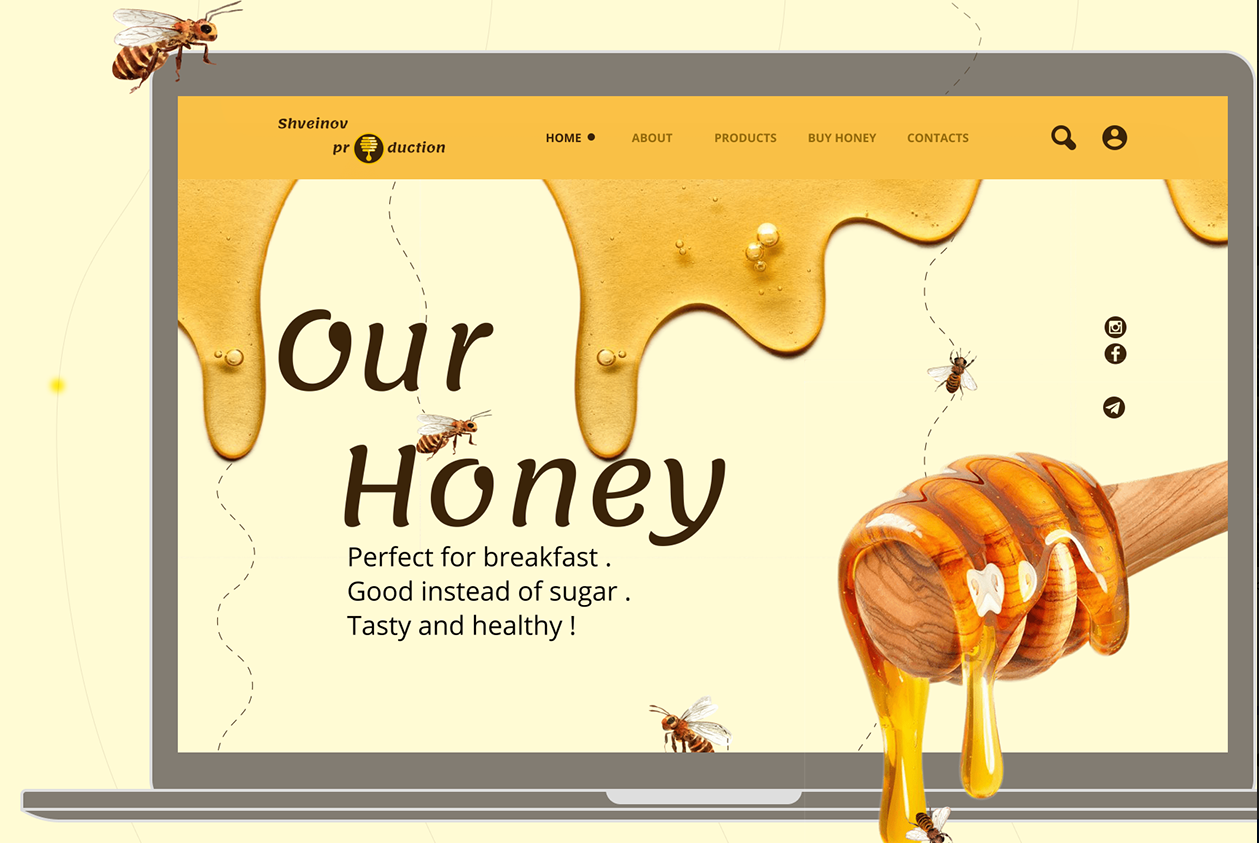 Shveinov
pr duction
HOME
ABOUT
PRODUCTS
BUY HONEY
CONTACTS
Our
Honey
Perfect for breakfast .
Good instead of sugar .
Tasty and healthy !